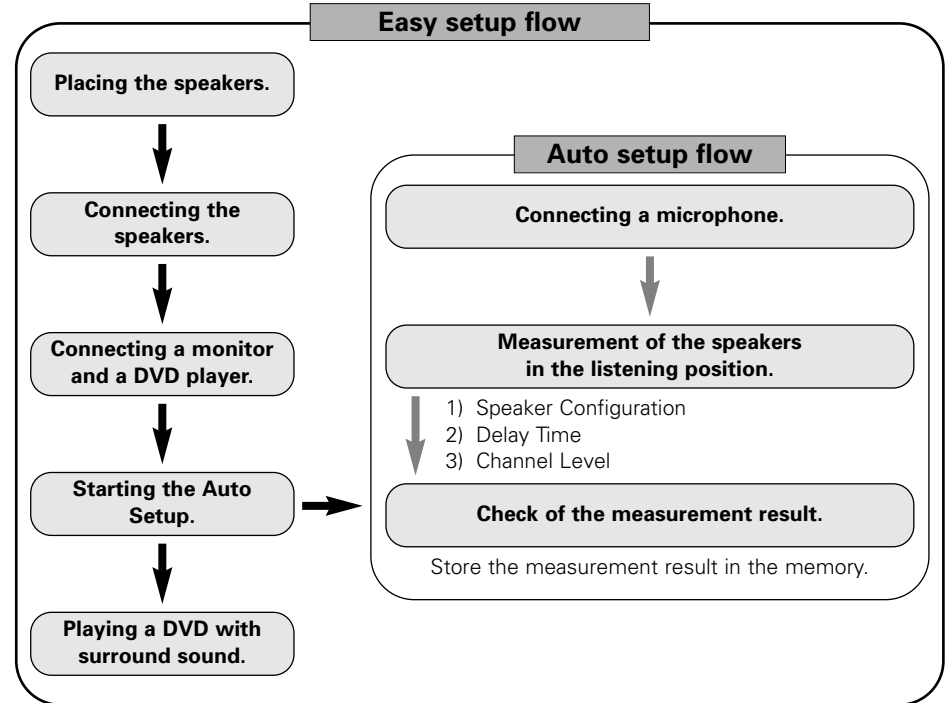 Easy setup flow
Placing the speakers.
Connecting the
speakers.
Connecting a monitor
and a DVD player.
Starting the Auto
Setup.
Playing a DVD with
surround sound.
Auto setup flow
Connecting a microphone.
Measurement of the speakers
in the listening position.
1) Speaker Configuration
2) Delay Time
3) Channel Level
Check of the measurement result.
Store the measurement result in the memory.